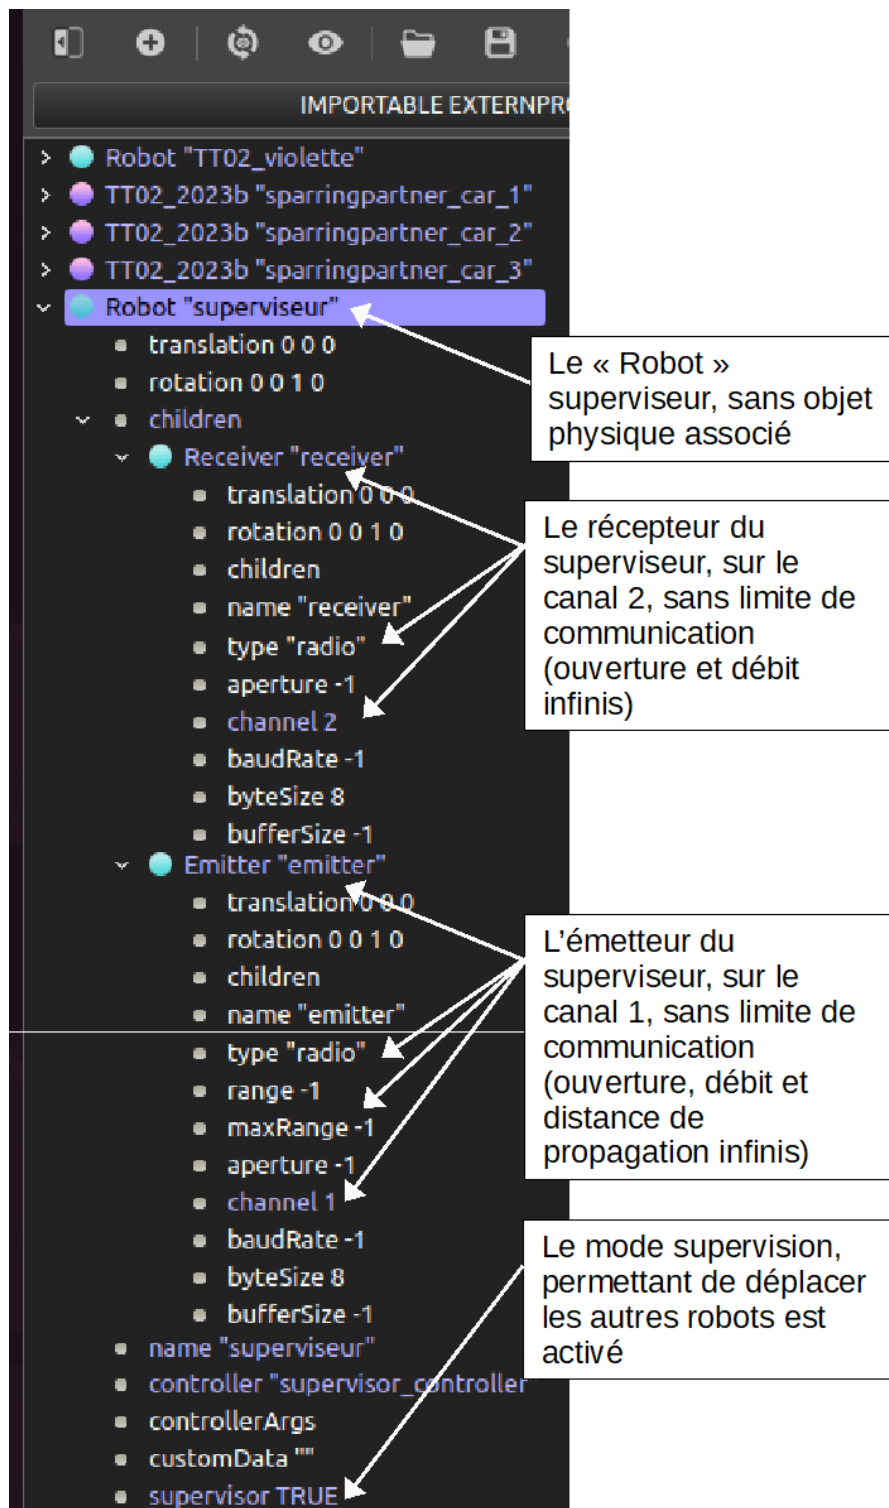 IMPORTABLE EXTERNPRO
Robot "TT02_violette"
TT02_2023b "sparringpartner_car_1"
TT02_2023b "sparringpartner_car_2"
TT02_2023b "sparringpartner_car_3"
Robot "superviseur"
translation 0 0 0
rotation 0 0 1 0
children
Receiver "receiver"
translation 0 0 0
rotation 0 0 1 0
children
name "receiver"
type "radio"
aperture -1
channel 2
baudRate -1
byteSize 8
bufferSize -1
Emitter "emitter"
translation 0 0 0
rotation 0 0 1 0
children
name "emitter"
type "radio"
range -1
maxRange -1
aperture -1
channel 1
baudRate -1
byteSize 8
bufferSize -1
name "superviseur"
controller "supervisor_controller
controllerArgs
customData ""
supervisor TRUE
Le « Robot »
superviseur, sans objet
physique associé
Le récepteur du
superviseur, sur le
canal 2, sans limite de
communication
(ouverture et débit
infinis)
L’émetteur du
superviseur, sur le
canal 1, sans limite de
communication
(ouverture, débit et
distance de
propagation infinis)
Le mode supervision,
permettant de déplacer
les autres robots est
activé